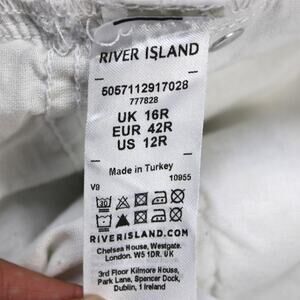 RIVER ISLAND
5057112917028
777828
UK 16R
EUR 42R
US 12R
Made in Turkey
V9 10955
30
RIVERISLAND.COM
Chelsea House, Westgate,
London. W5 1DR. UK
3rd Floor Kilmore House,
Park Lane, Spencer Dock,
Dublin, 1 Ireland